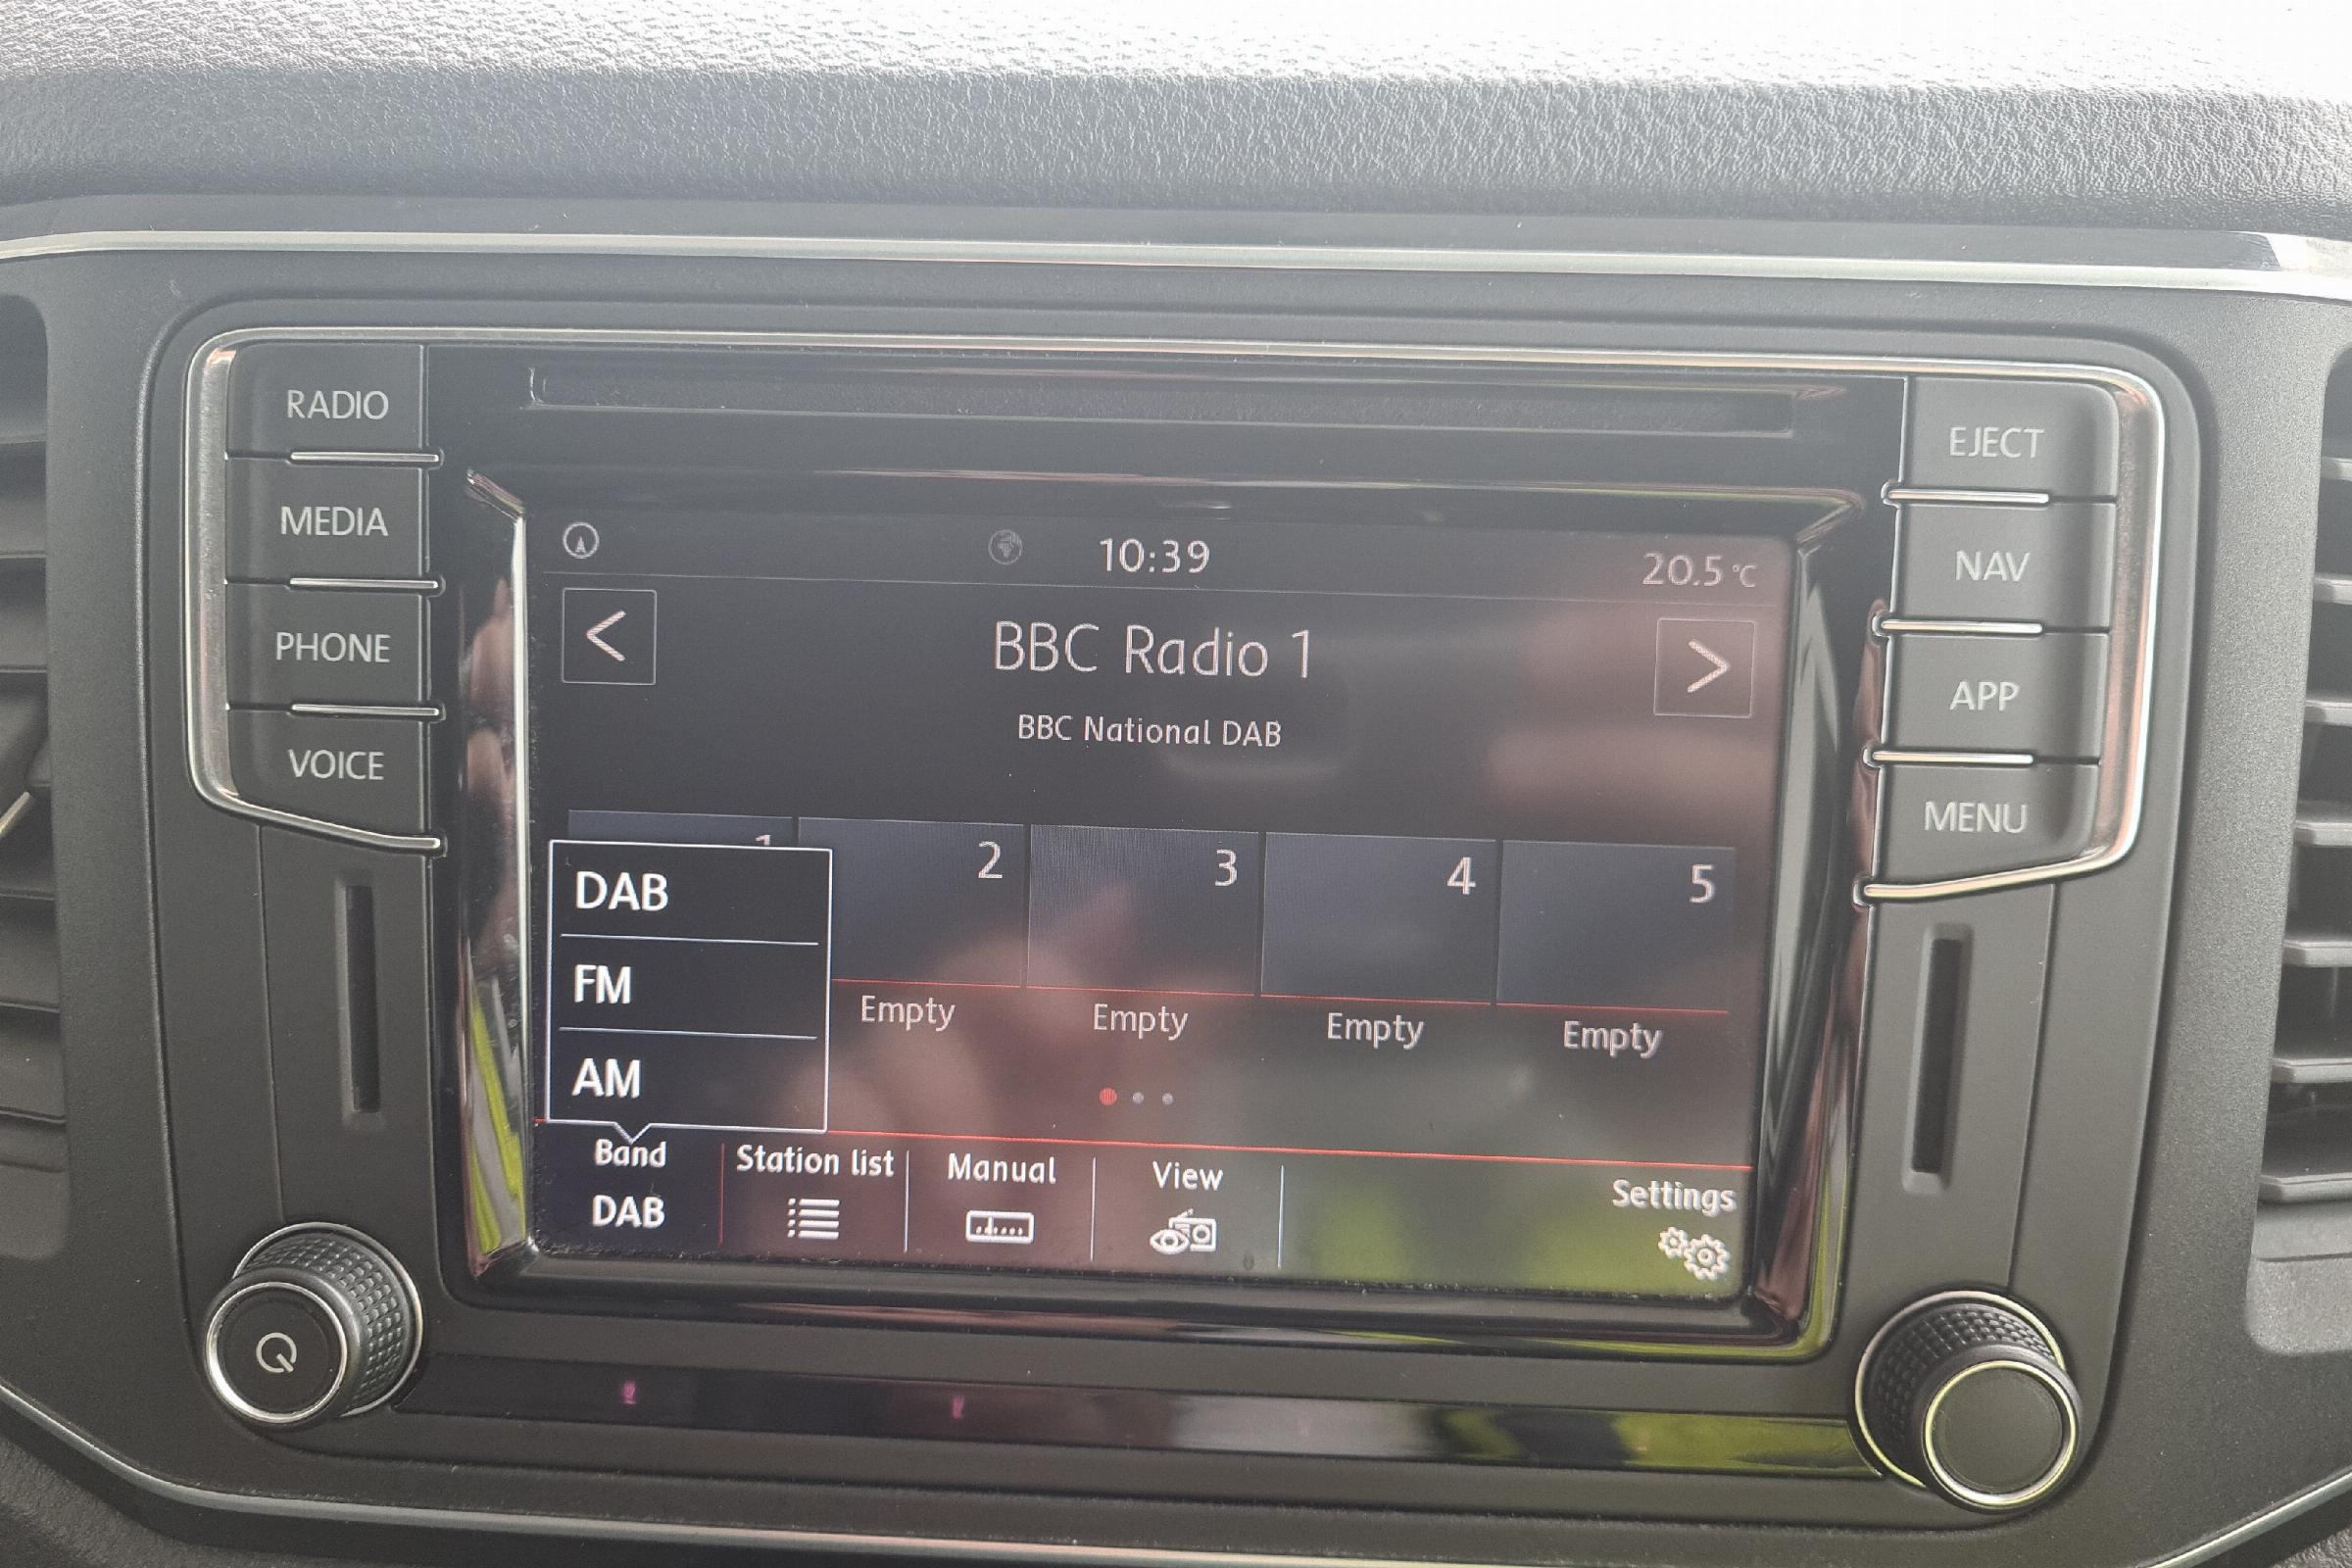 RADIO
MEDIA
PHONE
VOICE
EJECT
NAV
APP
MENU
10:39
20.5 °C
<
BBC Radio 1
>
BBC National DAB
1
2
3
4
5
DAB
FM
AM
Empty
Empty
Empty
Empty
Band
DAB
Station list
Manual
View
Settings